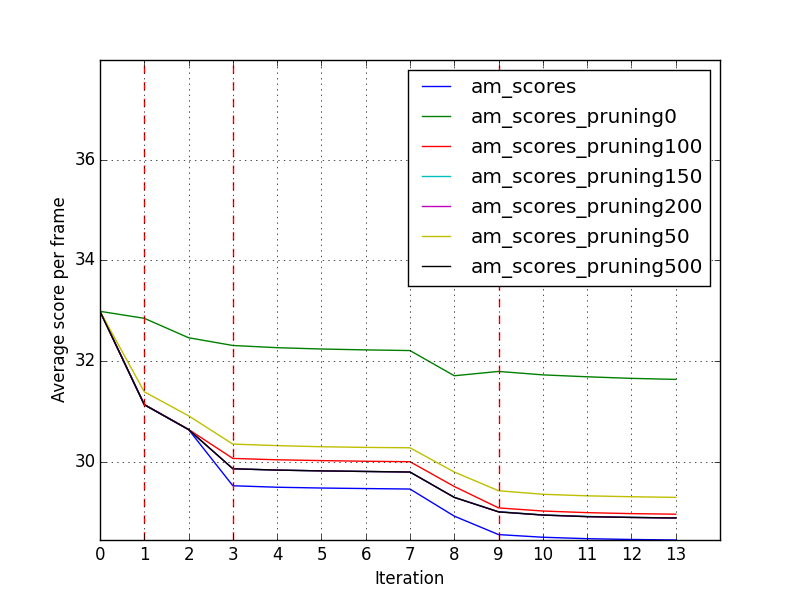 am_scores
am_scores_pruning0
am_scores_pruning100
am_scores_pruning150
am_scores_pruning200
am_scores_pruning50
am_scores_pruning500
Average score per frame
36
34
32
30
0 1 2 3 4 5 6 7 8 9 10 11 12 13
Iteration